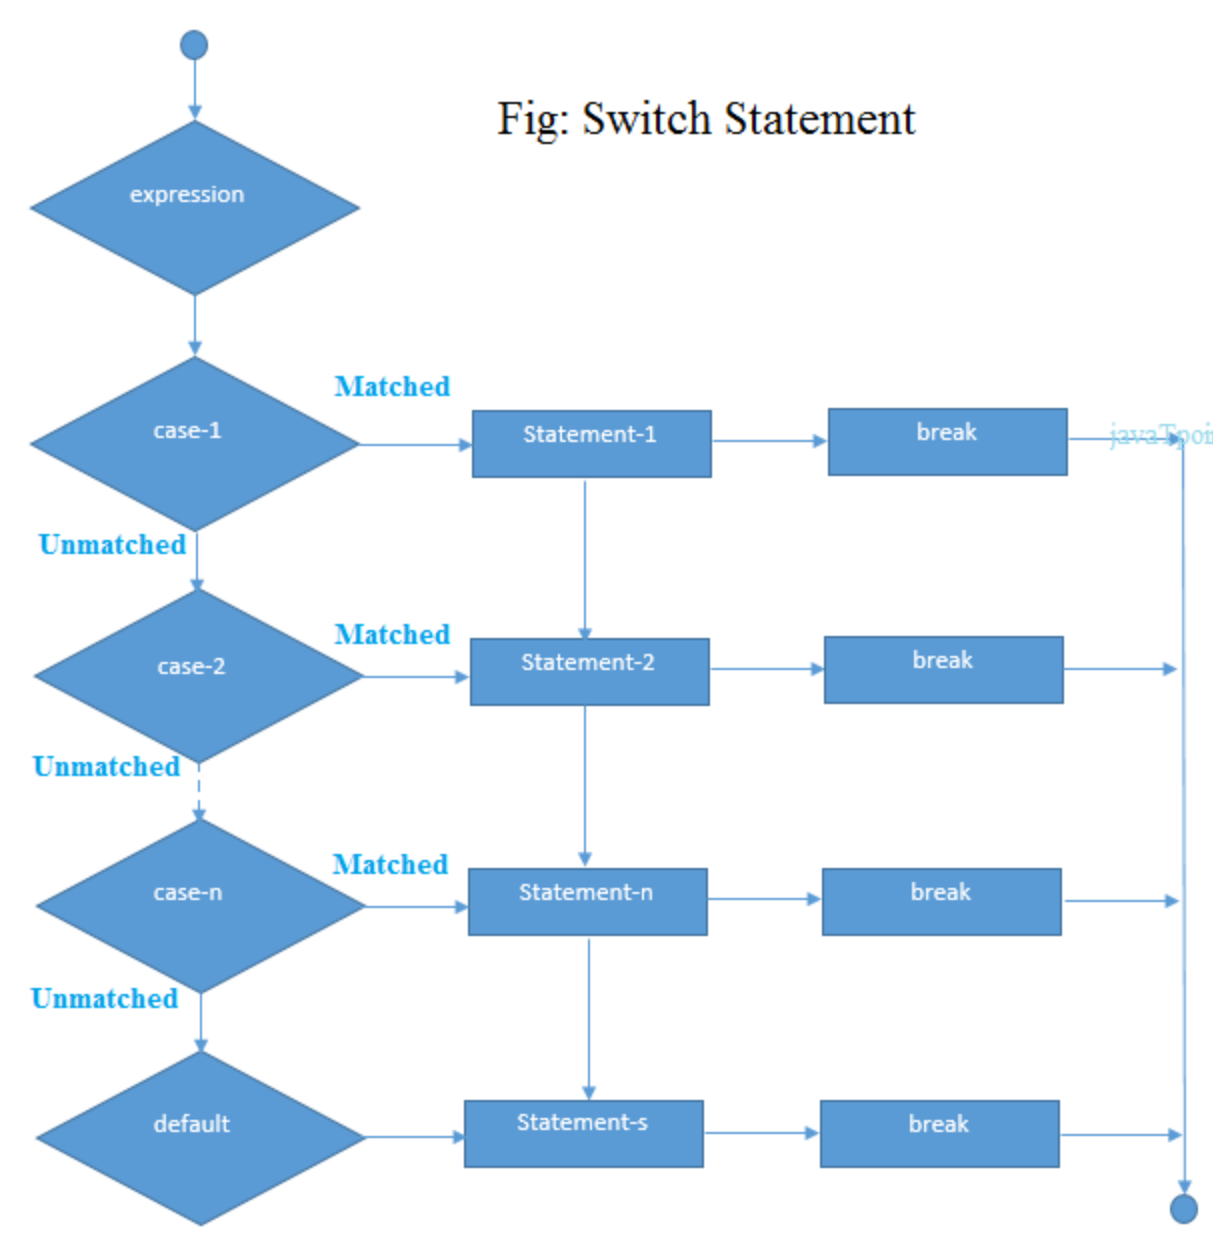 Fig: Switch Statement
expression
Matched
case-1
Statement-1
break
javaTpoi
Unmatched
Matched
case-2
Statement-2
break
Unmatched
Matched
case-n
Statement-n
break
Unmatched
default
Statement-s
break